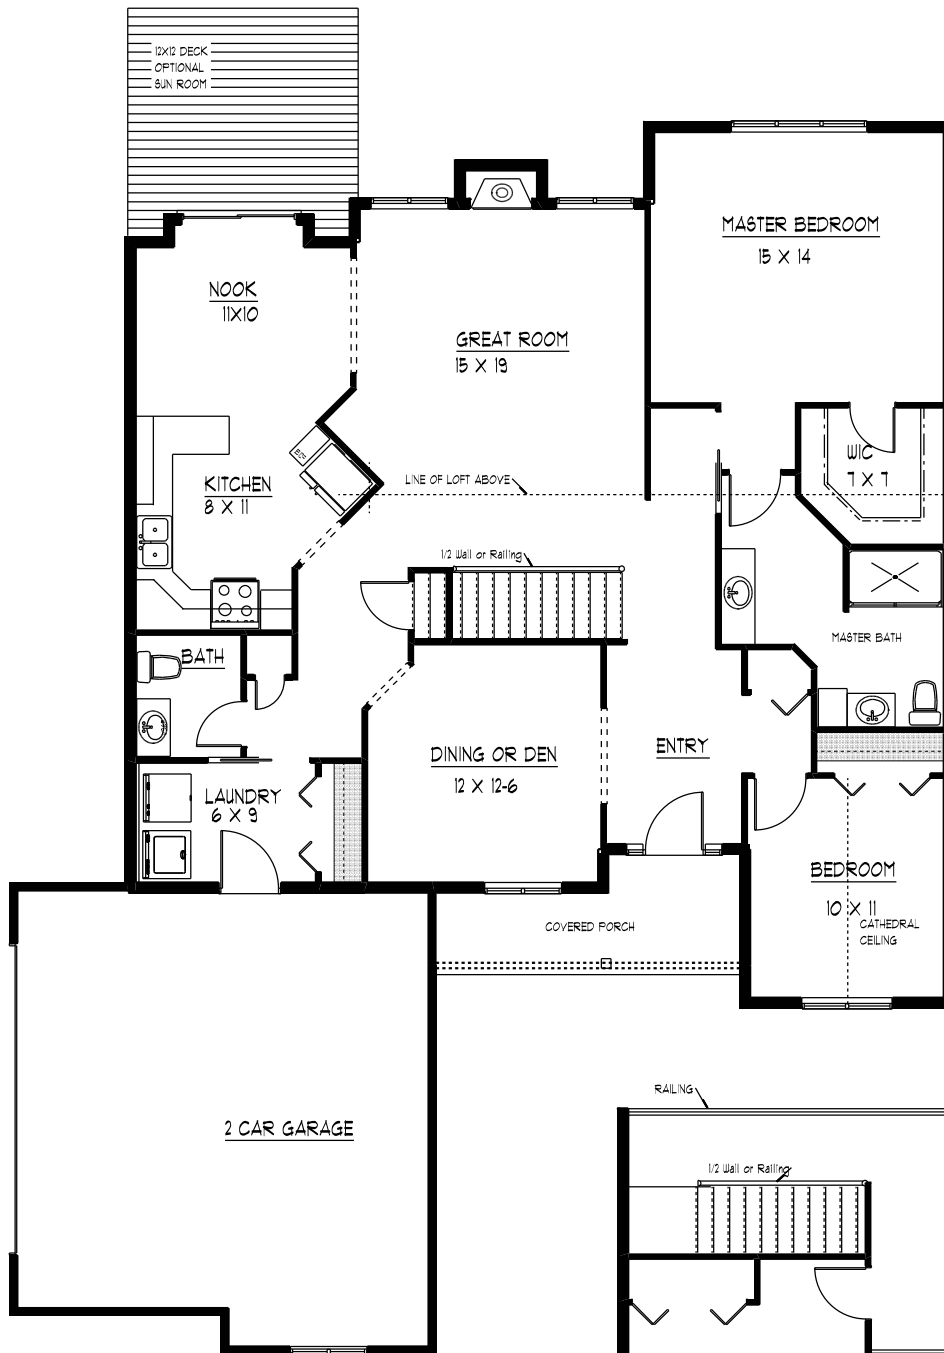 12X12 DECK
OPTIONAL
SUN ROOM
MASTER BEDROOM
15 X 14
NOOK
11X10
GREAT ROOM
15 X 19
WIC
7 X 7
KITCHEN
8 X 11
LINE OF LOFT ABOVE
1/2 Wall or Railing
MASTER BATH
BATH
DINING OR DEN
12 X 12-6
ENTRY
LAUNDRY
6 X 9
BEDROOM
10 X 11
CATHEDRAL
CEILING
COVERED PORCH
RAILING
2 CAR GARAGE
1/2 Wall or Railing